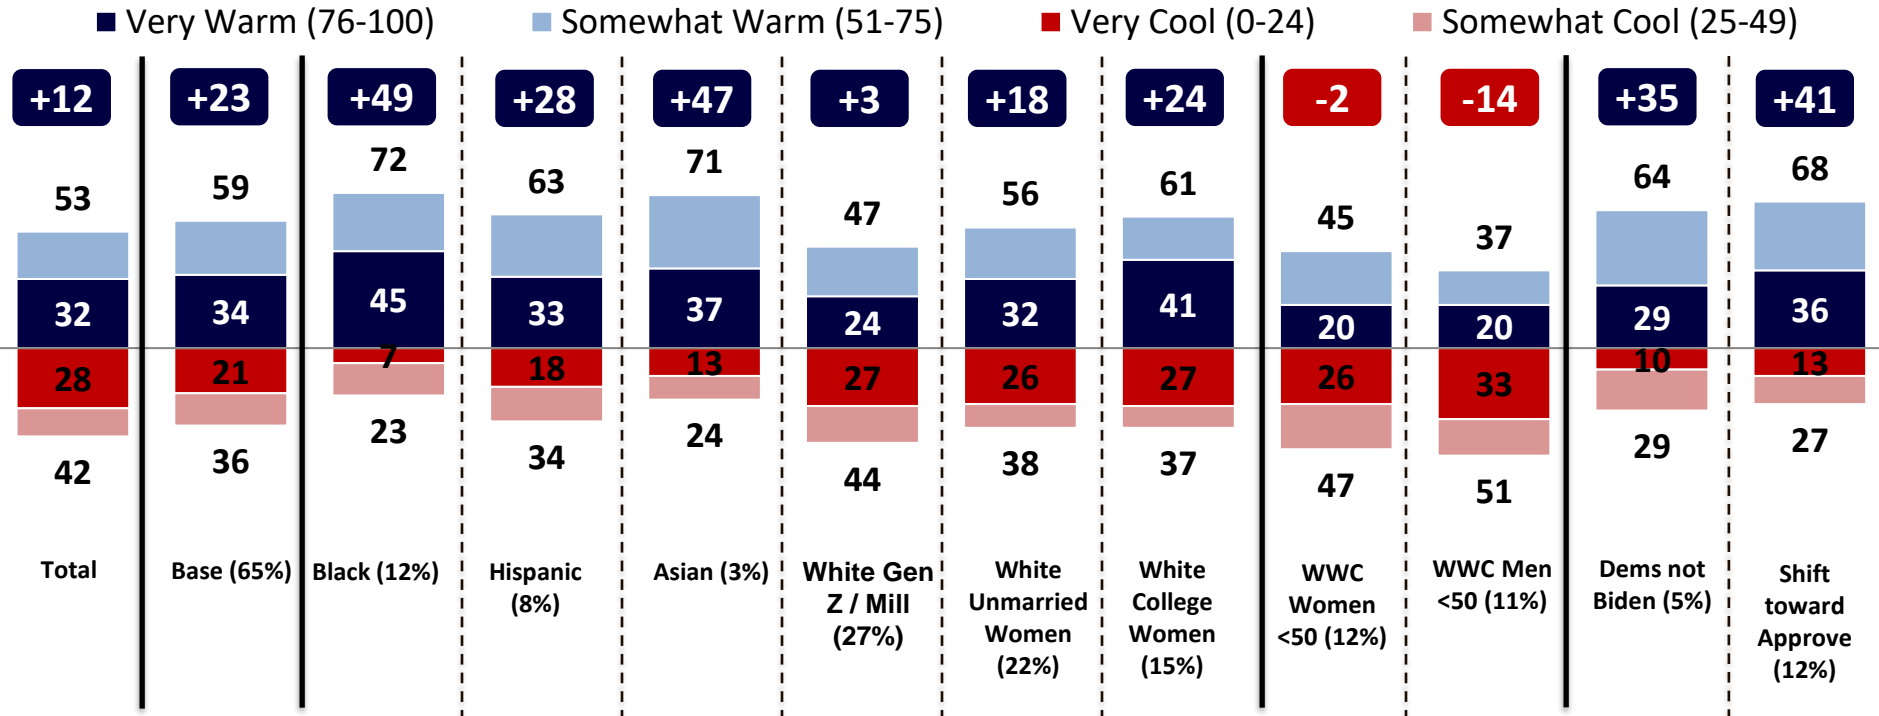 Very Warm (76-100) Somewhat Warm (51-75) Very Cool (0-24) Somewhat Cool (25-49)
+12 +23 +49 +28 +47 +3 +18 +24 -2 -14 +35 +41
53 59 72 63 71 47 56 61 45 37 64 68
32 34 45 33 37 24 32 41 20 20 29 36
28 21 7 18 13 27 26 27 26 33 10 13
42 36 23 34 24 44 38 37 47 51 29 27
Total
Base (65%)
Black (12%)
Hispanic
(8%)
Asian (3%)
White Gen
Z / Mill
(27%)
White
Unmarried
Women
(22%)
White
College
Women
(15%)
WWC
Women
<50 (12%)
WWC Men
<50 (11%)
Dems not
Biden (5%)
Shift
toward
Approve
(12%)